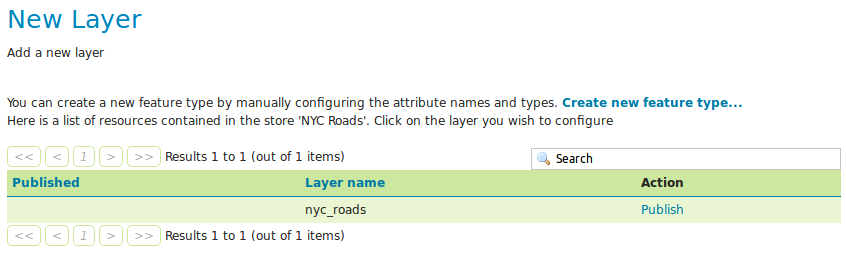 New Layer
Add a new layer
You can create a new feature type by manually configuring the attribute names and types. Create new feature type...
Here is a list of resources contained in the store 'NYC Roads'. Click on the layer you wish to configure
<< < 1 > >> Results 1 to 1 (out of 1 items) Search
Published Layer name Action
nyc_roads Publish
<< < 1 > >> Results 1 to 1 (out of 1 items)